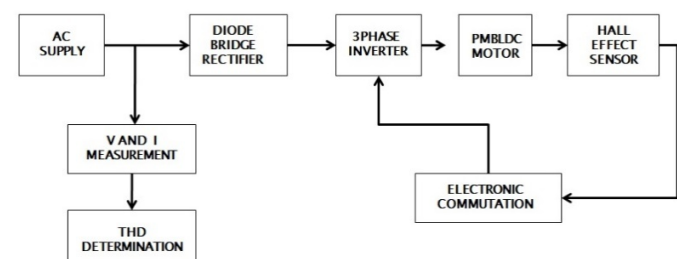 AC
SUPPLY
DIODE
BRIDGE
RECTIFIER
3PHASE
INVERTER
PMBLDC
MOTOR
HALL
EFFECT
SENSOR
V AND I
MEASUREMENT
ELECTRONIC
COMMUTATION
THD
DETERMINATION